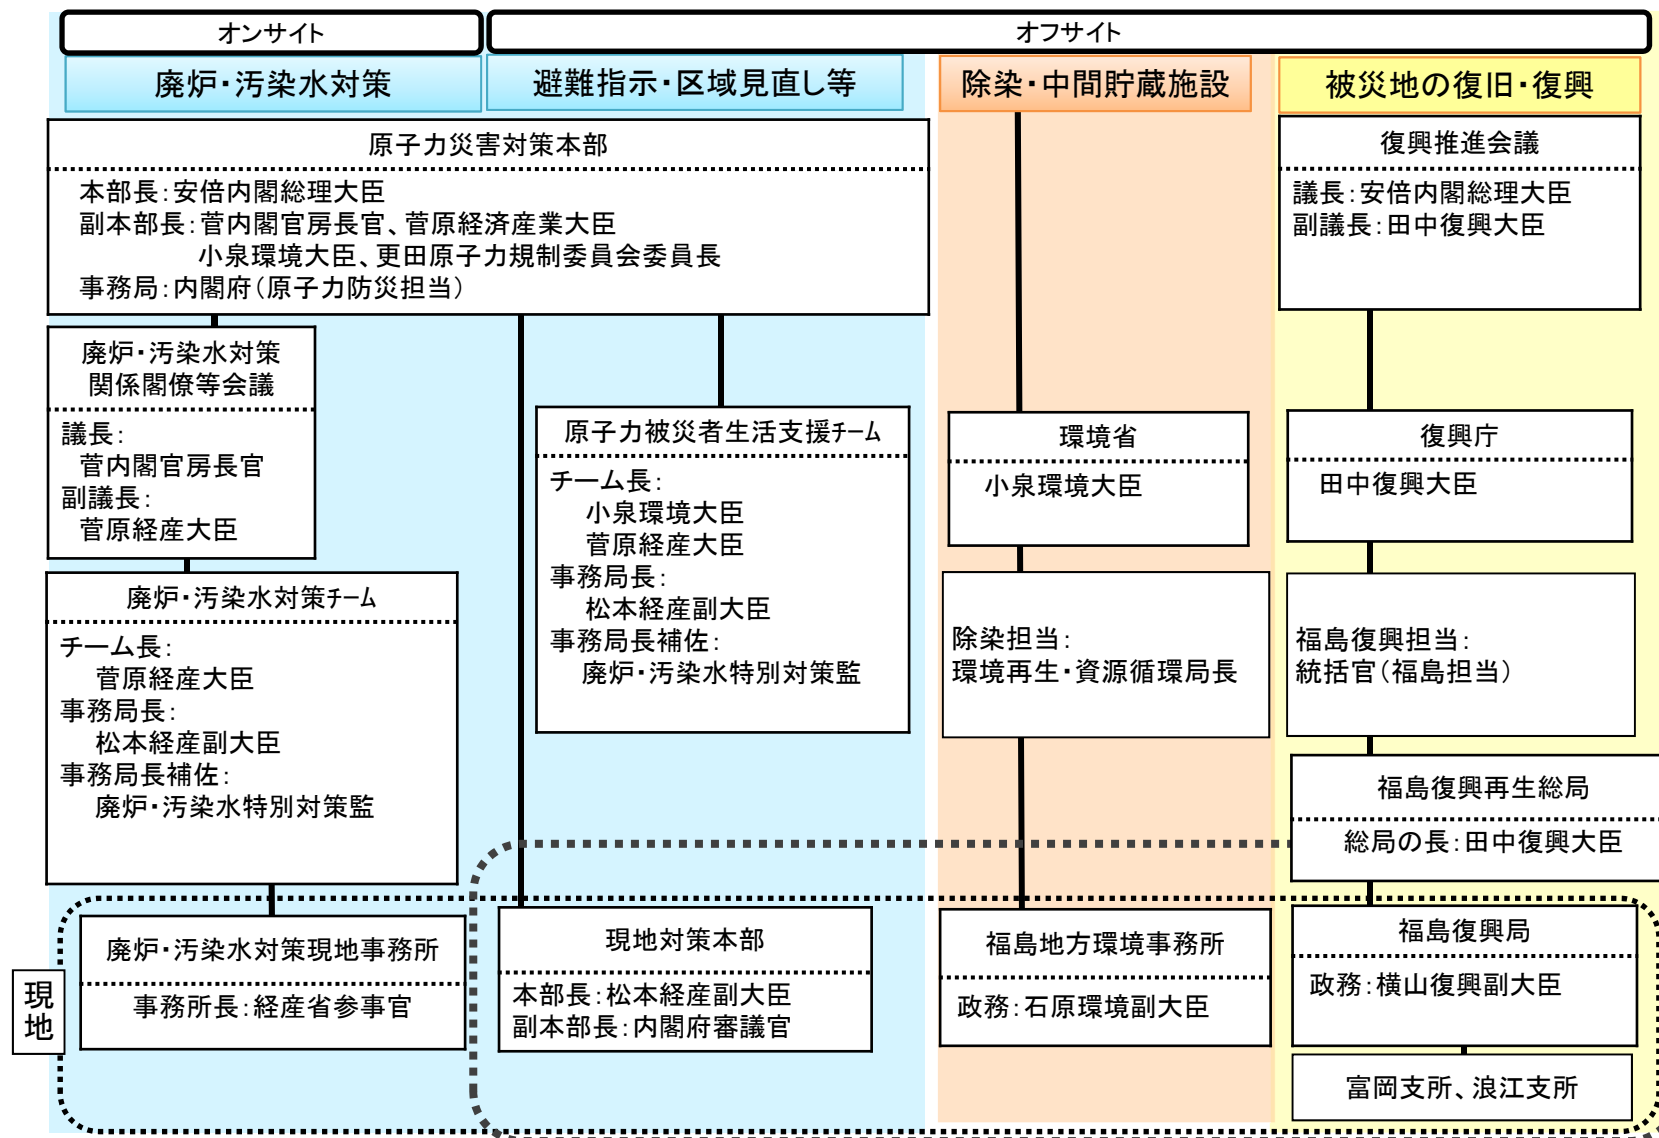 オンサイト
オフサイト
廃炉・汚染水対策
避難指示・区域見直し等
除染・中間貯蔵施設
被災地の復旧・復興
原子力災害対策本部
本部長：安倍内閣総理大臣
副本部長：菅内閣官房長官、菅原経済産業大臣
小泉環境大臣、更田原子力規制委員会委員長
事務局：内閣府（原子力防災担当）
復興推進会議
議長：安倍内閣総理大臣
副議長：田中復興大臣
廃炉・汚染水対策
関係閣僚等会議
議長：
菅内閣官房長官
副議長：
菅原経産大臣
原子力被災者生活支援チーム
チーム長：
小泉環境大臣
菅原経産大臣
事務局長：
松本経産副大臣
事務局長補佐：
廃炉・汚染水特別対策監
環境省
小泉環境大臣
復興庁
田中復興大臣
廃炉・汚染水対策チーム
チーム長：
菅原経産大臣
事務局長：
松本経産副大臣
事務局長補佐：
廃炉・汚染水特別対策監
除染担当：
環境再生・資源循環局長
福島復興担当：
統括官（福島担当）
福島復興再生総局
総局の長：田中復興大臣
現地
廃炉・汚染水対策現地事務所
事務所長：経産省参事官
現地対策本部
本部長：松本経産副大臣
副本部長：内閣府審議官
福島地方環境事務所
政務：石原環境副大臣
福島復興局
政務：横山復興副大臣
富岡支所、浪江支所